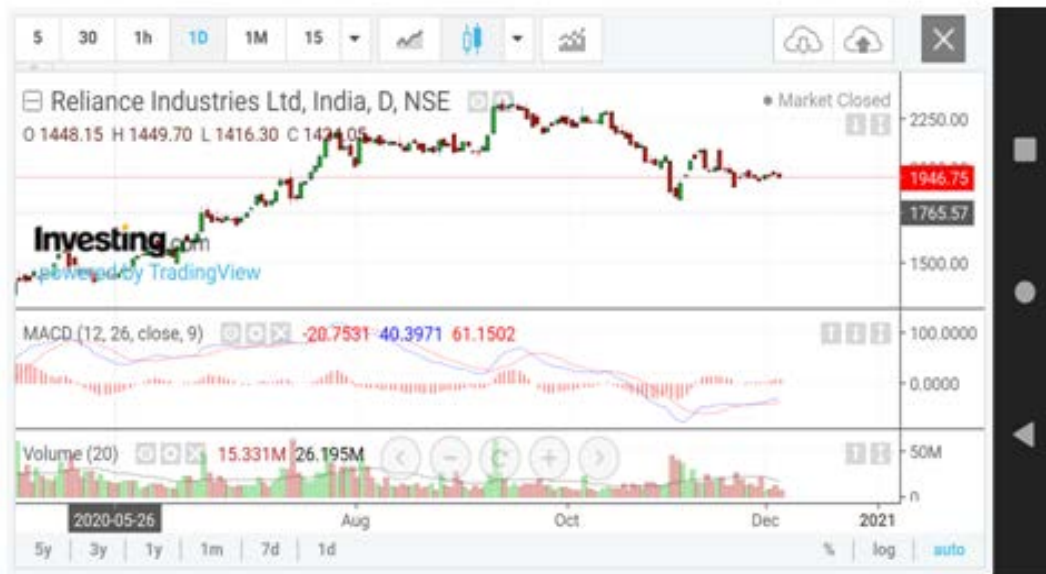 5 30 1h 1D 1M 15
Reliance Industries Ltd, India, D, NSE
Market Closed
O 1448.15 H 1449.70 L 1416.30 C 1424.05
2250.00
1946.75
1765.57
Investing.com
powered by TradingView
1500.00
MACD (12, 26, close, 9) -20.7531 40.3971 61.1502
100.0000
0.0000
Volume (20) 15.331M 26.195M
50M
0
2020-05-26 Aug Oct Dec 2021
5y 3y 1y 1m 7d 1d % log auto